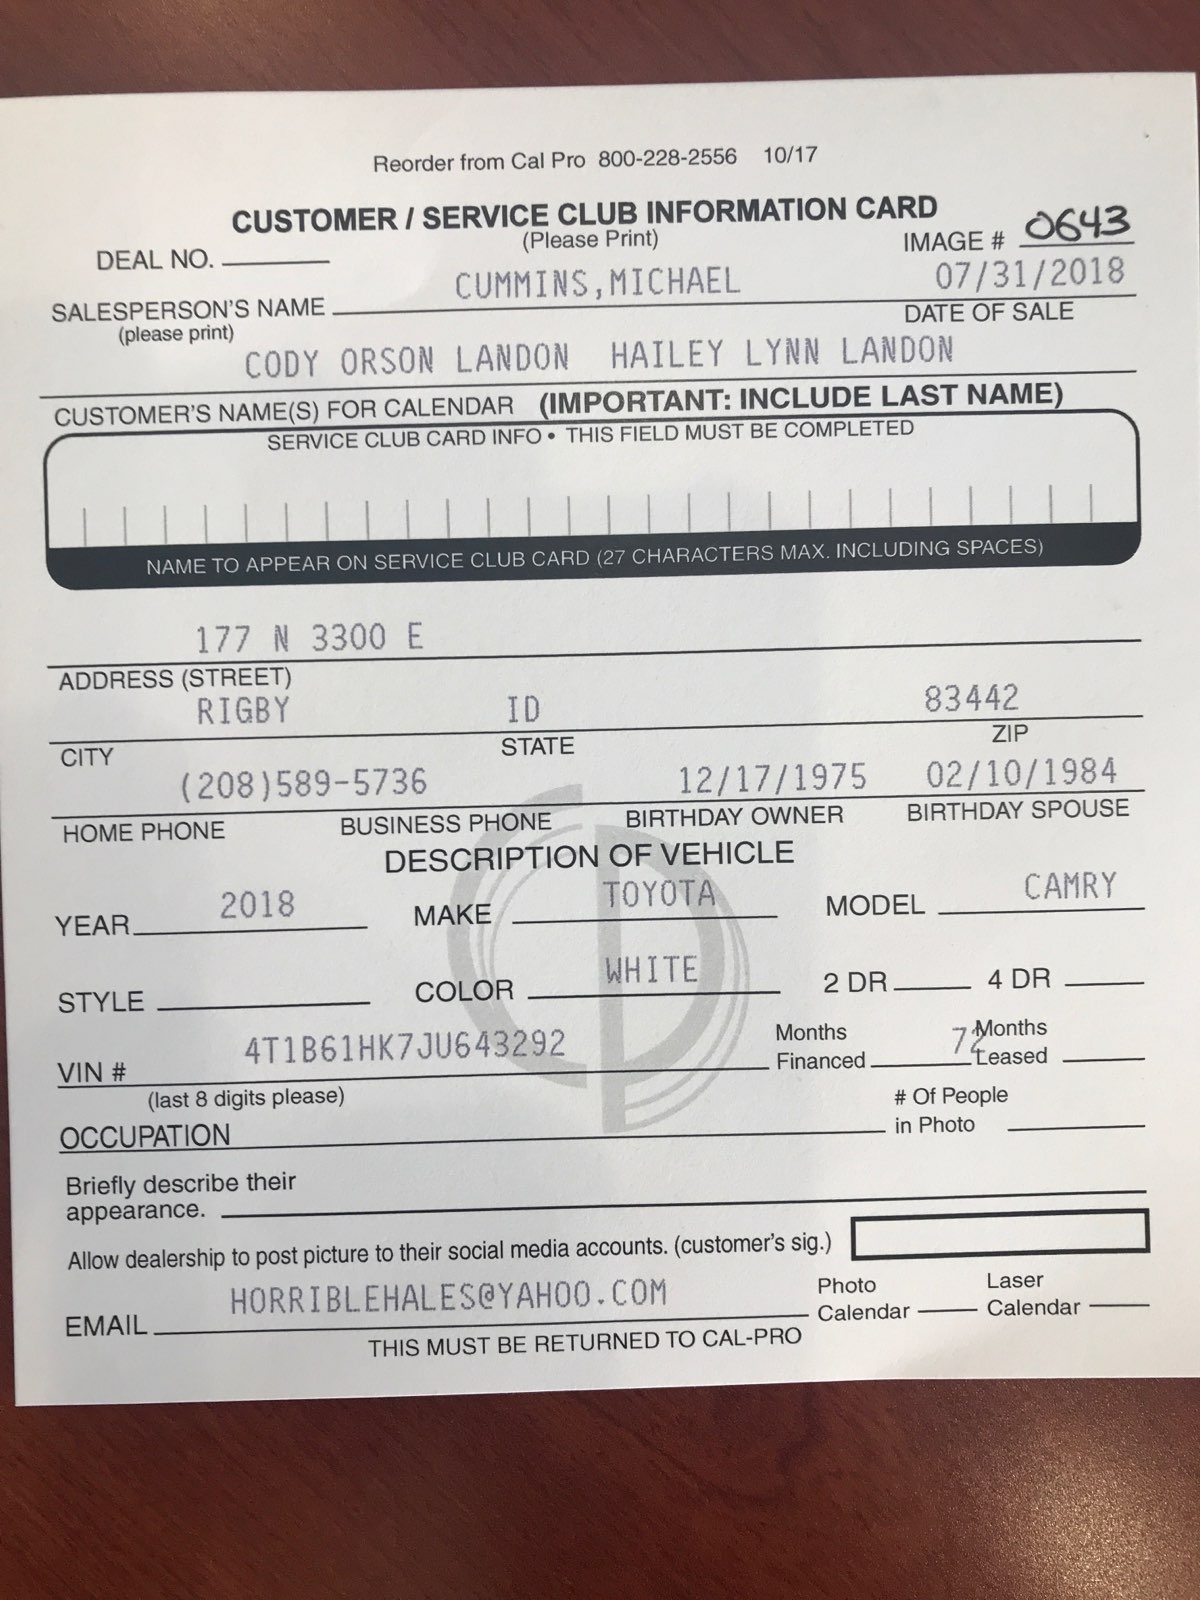 Reorder from Cal Pro 800-228-2556 10/17
CUSTOMER / SERVICE CLUB INFORMATION CARD
(Please Print)
DEAL NO.
IMAGE # 0643
CUMMINS,MICHAEL 07/31/2018
SALESPERSON'S NAME DATE OF SALE
(please print)
CODY ORSON LANDON HAILEY LYNN LANDON
CUSTOMER'S NAME(S) FOR CALENDAR (IMPORTANT: INCLUDE LAST NAME)
SERVICE CLUB CARD INFO • THIS FIELD MUST BE COMPLETED
NAME TO APPEAR ON SERVICE CLUB CARD (27 CHARACTERS MAX. INCLUDING SPACES)
177 N 3300 E
ADDRESS (STREET)
RIGBY ID 83442
CITY STATE ZIP
(208)589-5736 12/17/1975 02/10/1984
HOME PHONE BUSINESS PHONE BIRTHDAY OWNER BIRTHDAY SPOUSE
DESCRIPTION OF VEHICLE
YEAR 2018 MAKE TOYOTA MODEL CAMRY
STYLE COLOR WHITE 2 DR 4 DR
VIN # 4T1B61HK7JU643292
Months Financed 72 Months Leased
(last 8 digits please)
OCCUPATION
# Of People
in Photo
Briefly describe their
appearance.
Allow dealership to post picture to their social media accounts. (customer's sig.)
EMAIL HORRIBLEHALES@YAHOO.COM
Photo Calendar Laser Calendar
THIS MUST BE RETURNED TO CAL-PRO